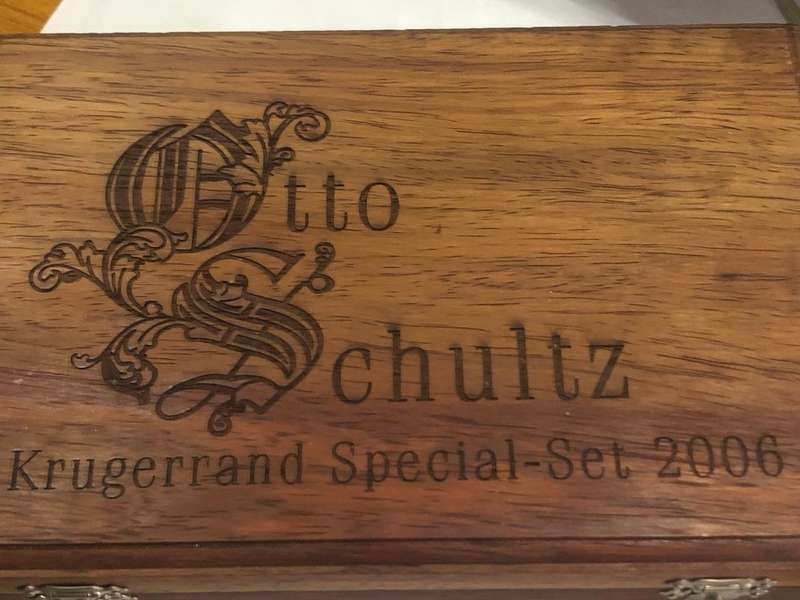 Otto
Schultz
Krugerrand Special-Set 2006